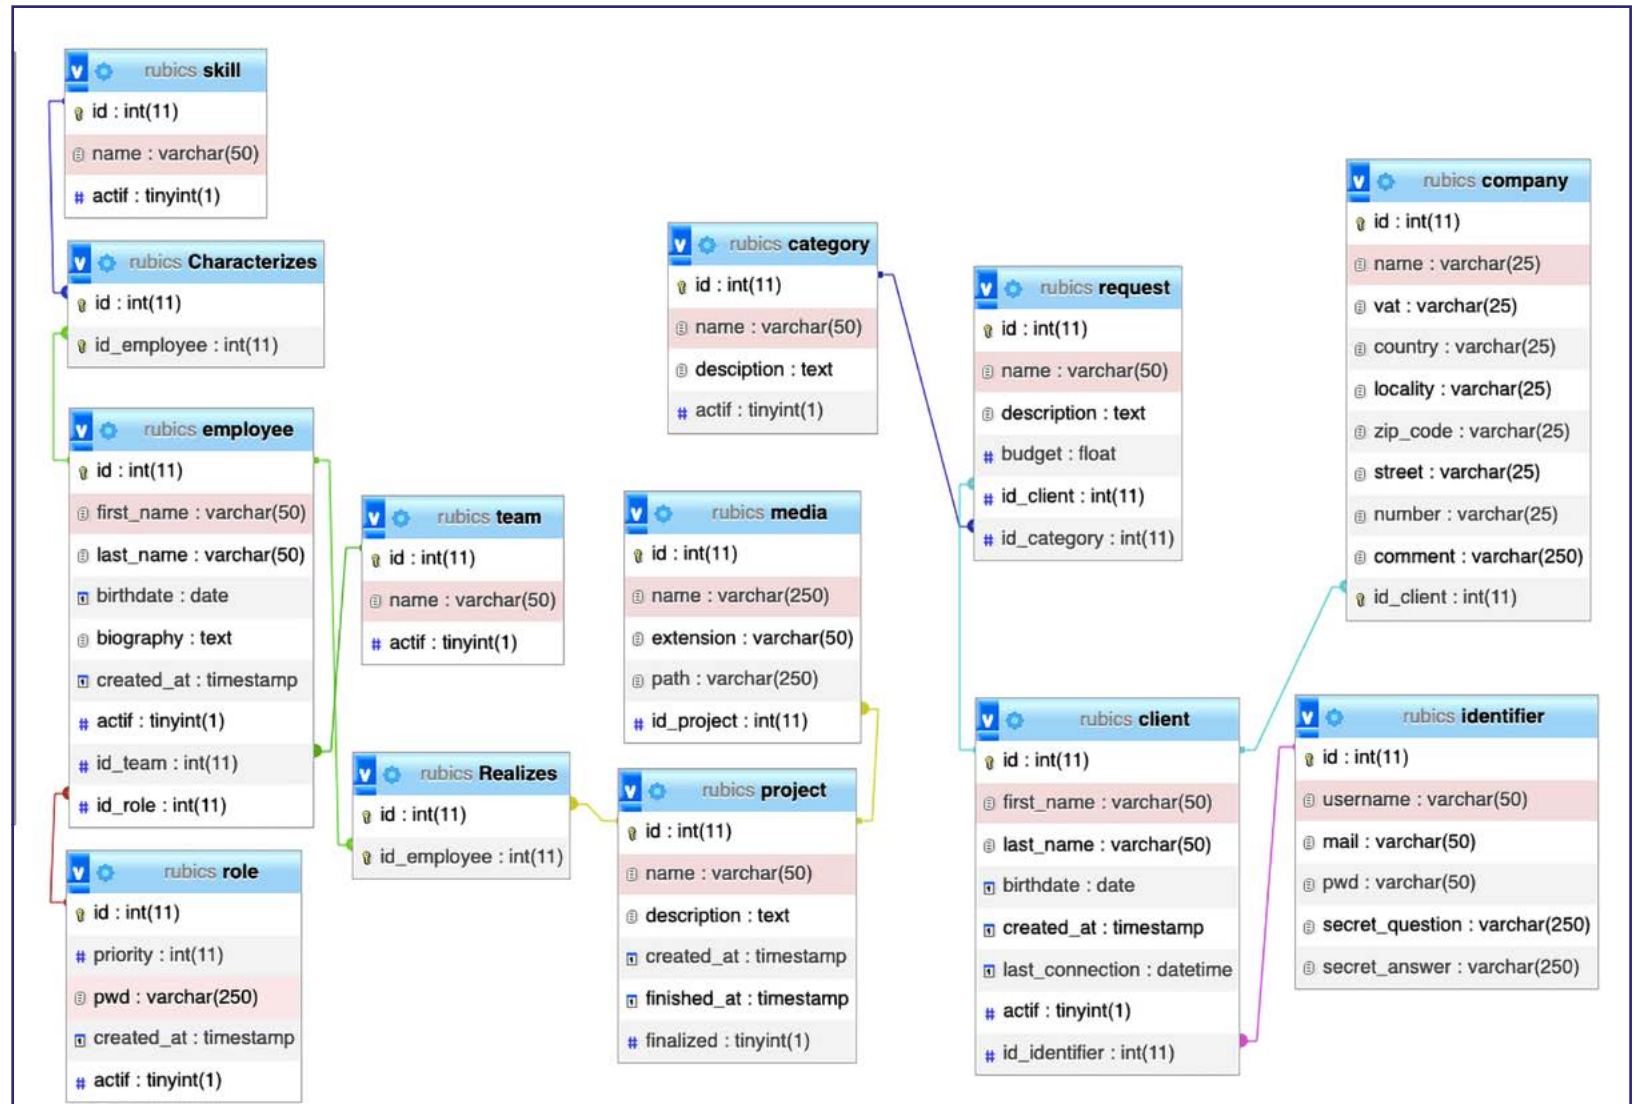 rubics skill
id : int(11)
name : varchar(50)
actif : tinyint(1)
rubics Characterizes
id : int(11)
id_employee : int(11)
rubics employee
id : int(11)
first_name : varchar(50)
last_name : varchar(50)
birthdate : date
biography : text
created_at : timestamp
actif : tinyint(1)
id_team : int(11)
id_role : int(11)
rubics role
id : int(11)
priority : int(11)
pwd : varchar(250)
created_at : timestamp
actif : tinyint(1)
rubics team
id : int(11)
name : varchar(50)
actif : tinyint(1)
rubics Realizes
id : int(11)
id_employee : int(11)
rubics category
id : int(11)
name : varchar(50)
desciption : text
actif : tinyint(1)
rubics media
id : int(11)
name : varchar(250)
extension : varchar(50)
path : varchar(250)
id_project : int(11)
rubics project
id : int(11)
name : varchar(50)
description : text
created_at : timestamp
finished_at : timestamp
finalized : tinyint(1)
rubics request
id : int(11)
name : varchar(50)
description : text
budget : float
id_client : int(11)
id_category : int(11)
rubics client
id : int(11)
first_name : varchar(50)
last_name : varchar(50)
birthdate : date
created_at : timestamp
last_connection : datetime
actif : tinyint(1)
id_identifier : int(11)
rubics company
id : int(11)
name : varchar(25)
vat : varchar(25)
country : varchar(25)
locality : varchar(25)
zip_code : varchar(25)
street : varchar(25)
number : varchar(25)
comment : varchar(250)
id_client : int(11)
rubics identifier
id : int(11)
username : varchar(50)
mail : varchar(50)
pwd : varchar(50)
secret_question : varchar(250)
secret_answer : varchar(250)